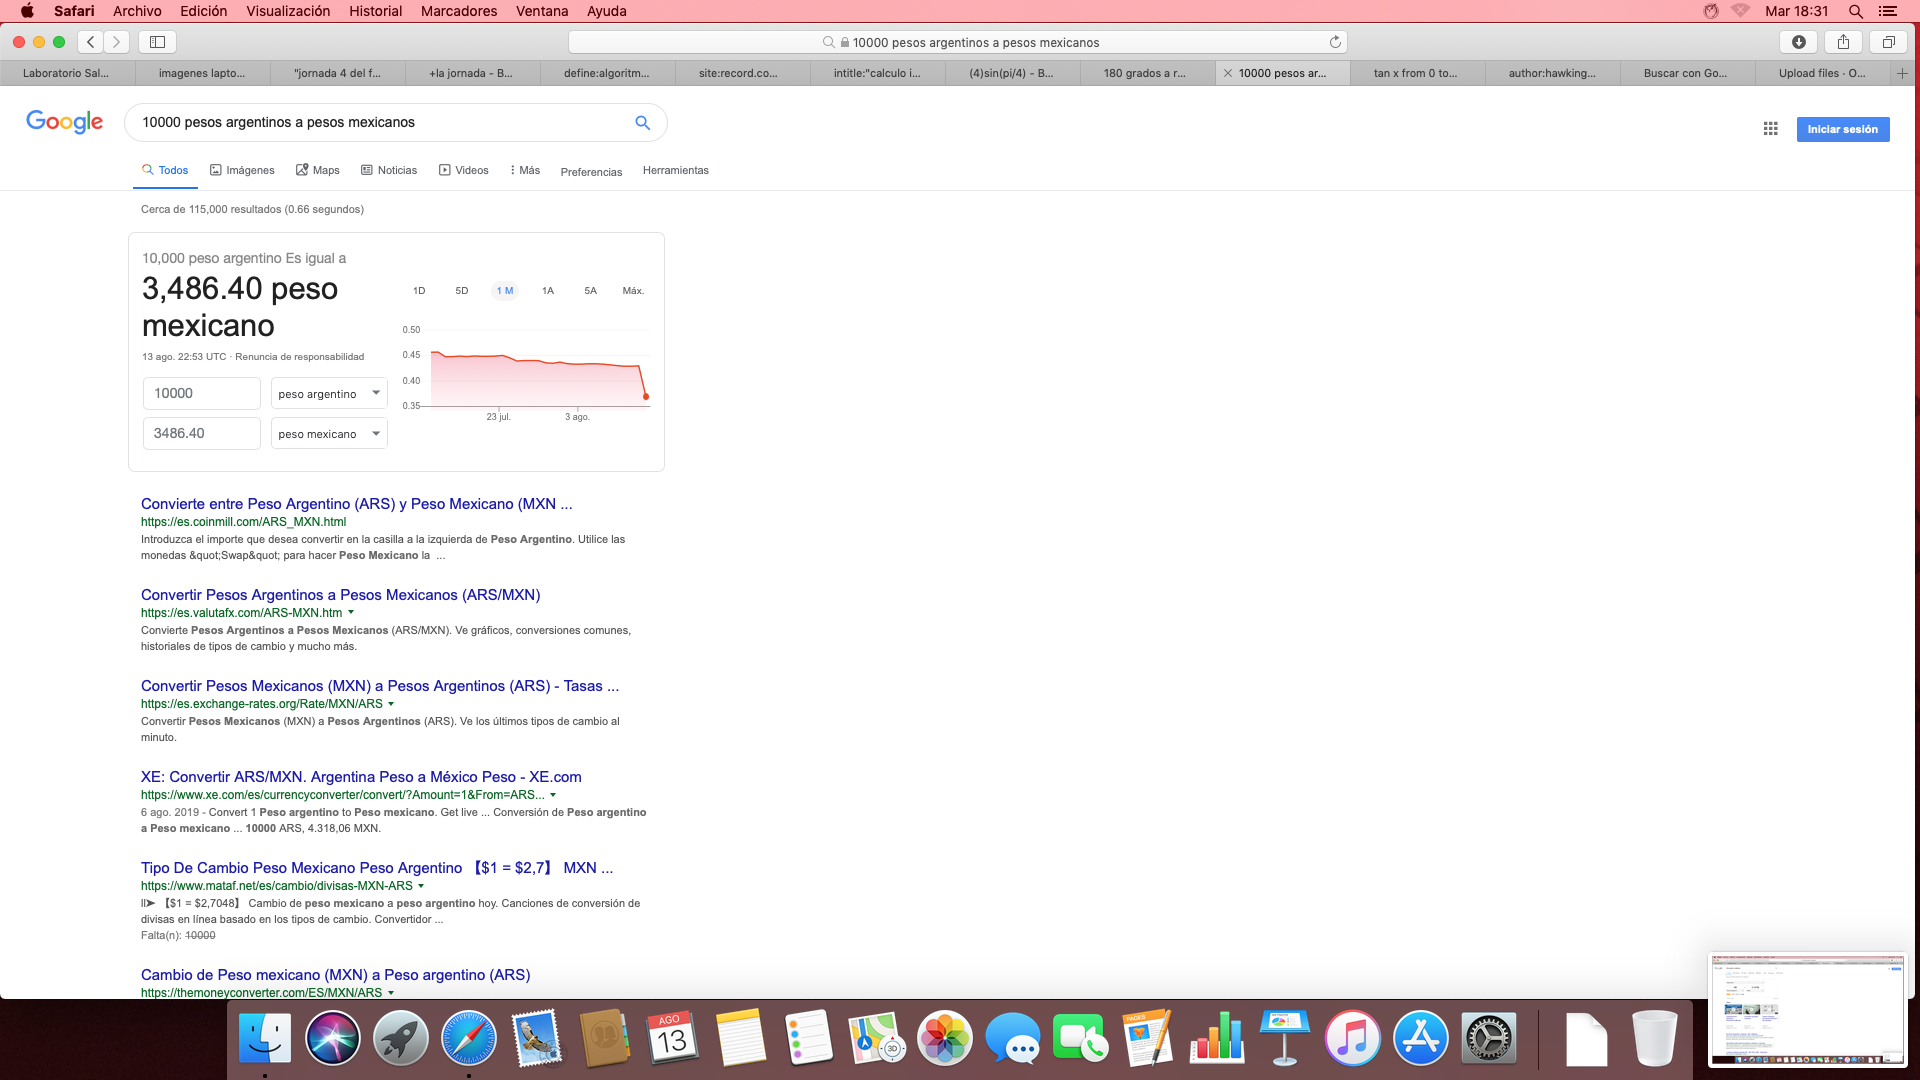 Safari Archivo Edición Visualización Historial Marcadores Ventana Ayuda Mar 18:31
10000 pesos argentinos a pesos mexicanos
Laboratorio Sal... imagenes lapto... "jornada 4 del f... +la jornada - B... define:algoritm... site:record.co... intitle:"calculo i... (4)sin(pi/4) - B... 180 grados a r... 10000 pesos ar... tan x from 0 to... author:hawking... Buscar con Go... Upload files · O...
Google 10000 pesos argentinos a pesos mexicanos
Iniciar sesión
Todos Imágenes Maps Noticias Videos Más Preferencias Herramientas
Cerca de 115,000 resultados (0.66 segundos)
10,000 peso argentino Es igual a
3,486.40 peso
mexicano
13 ago. 22:53 UTC · Renuncia de responsabilidad
10000 peso argentino
3486.40 peso mexicano
1D 5D 1 M 1A 5A Máx.
0.50
0.45
0.40
0.35
23 jul. 3 ago.
Convierte entre Peso Argentino (ARS) y Peso Mexicano (MXN ...
https://es.coinmill.com/ARS_MXN.html
Introduzca el importe que desea convertir en la casilla a la izquierda de Peso Argentino. Utilice las
monedas &quot;Swap&quot; para hacer Peso Mexicano la ...
Convertir Pesos Argentinos a Pesos Mexicanos (ARS/MXN)
https://es.valutafx.com/ARS-MXN.htm
Convierte Pesos Argentinos a Pesos Mexicanos (ARS/MXN). Ve gráficos, conversiones comunes,
historiales de tipos de cambio y mucho más.
Convertir Pesos Mexicanos (MXN) a Pesos Argentinos (ARS) - Tasas ...
https://es.exchange-rates.org/Rate/MXN/ARS
Convertir Pesos Mexicanos (MXN) a Pesos Argentinos (ARS). Ve los últimos tipos de cambio al
minuto.
XE: Convertir ARS/MXN. Argentina Peso a México Peso - XE.com
https://www.xe.com/es/currencyconverter/convert/?Amount=1&From=ARS...
6 ago. 2019 - Convert 1 Peso argentino to Peso mexicano. Get live ... Conversión de Peso argentino
a Peso mexicano ... 10000 ARS, 4.318,06 MXN.
Tipo De Cambio Peso Mexicano Peso Argentino 【$1 = $2,7】 MXN ...
https://www.mataf.net/es/cambio/divisas-MXN-ARS
ll➤ 【$1 = $2,7048】 Cambio de peso mexicano a peso argentino hoy. Canciones de conversión de
divisas en línea basado en los tipos de cambio. Convertidor ...
Falta(n): 10000
Cambio de Peso mexicano (MXN) a Peso argentino (ARS)
https://themoneyconverter.com/ES/MXN/ARS
AGO
13
3D
PAGES